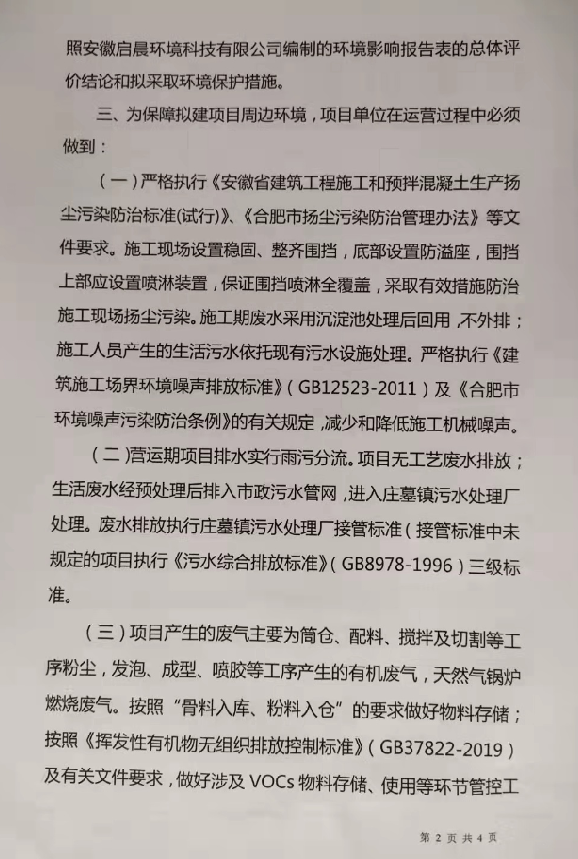 照安徽启晨环境科技有限公司编制的环境影响报告表的总体评
价结论和拟采取环境保护措施。
三、为保障拟建项目周边环境，项目单位在运营过程中必须
做到：
（一）严格执行《安徽省建筑工程施工和预拌混凝土生产扬
尘污染防治标准(试行)》、《合肥市扬尘污染防治管理办法》等文
件要求。施工现场设置稳固、整齐围挡，底部设置防溢座，围挡
上部应设置喷淋装置，保证围挡喷淋全覆盖，采取有效措施防治
施工现场扬尘污染。施工期废水采用沉淀池处理后回用，不外排；
施工人员产生的生活污水依托现有污水设施处理。严格执行《建
筑施工场界环境噪声排放标准》（GB12523-2011）及《合肥市
环境噪声污染防治条例》的有关规定，减少和降低施工机械噪声。
（二）营运期项目排水实行雨污分流。项目无工艺废水排放；
生活废水经预处理后排入市政污水管网，进入庄墓镇污水处理厂
处理。废水排放执行庄墓镇污水处理厂接管标准（接管标准中未
规定的项目执行《污水综合排放标准》（GB8978-1996）三级标
准。
（三）项目产生的废气主要为筒仓、配料、搅拌及切割等工
序粉尘，发泡、成型、喷胶等工序产生的有机废气，天然气锅炉
燃烧废气。按照“骨料入库、粉料入仓”的要求做好物料存储；
按照《挥发性有机物无组织排放控制标准》（GB37822-2019）
及有关文件要求，做好涉及 VOCs 物料存储、使用等环节管控工
第 2 页 共 4 页